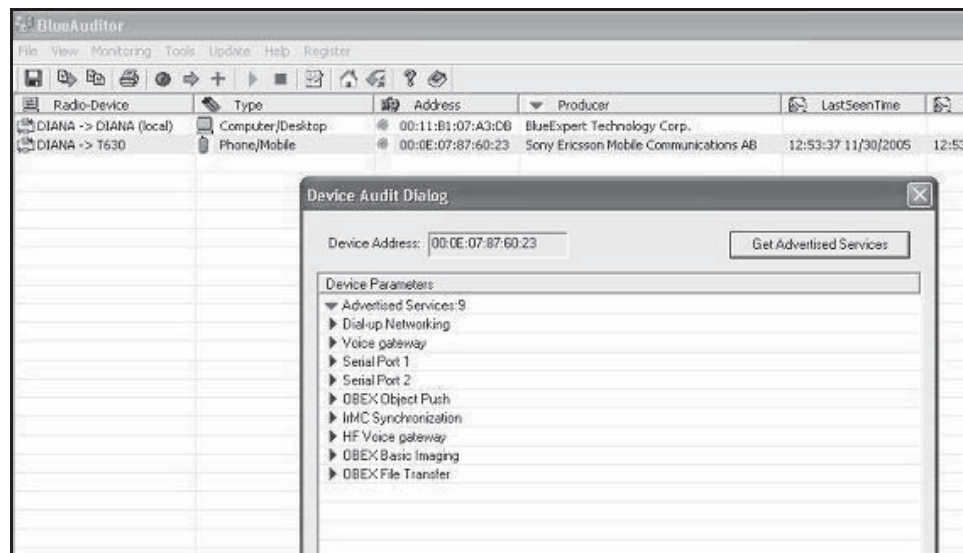 BlueAuditor
File View Monitoring Tools Update Help Register
Radio-Device Type Address Producer LastSeenTime
DIANA -> DIANA (local) Computer/Desktop 00:11:B1:07:A3:DB BlueExpert Technology Corp.
DIANA -> T630 Phone/Mobile 00:0E:07:87:60:23 Sony Ericsson Mobile Communications AB 12:53:37 11/30/2005 12:53
Device Audit Dialog
Device Address: 00:0E:07:87:60:23 Get Advertised Services
Device Parameters
Advertised Services:9
Dial-up Networking
Voice gateway
Serial Port 1
Serial Port 2
OBEX Object Push
IrMC Synchronization
HF Voice gateway
OBEX Basic Imaging
OBEX File Transfer